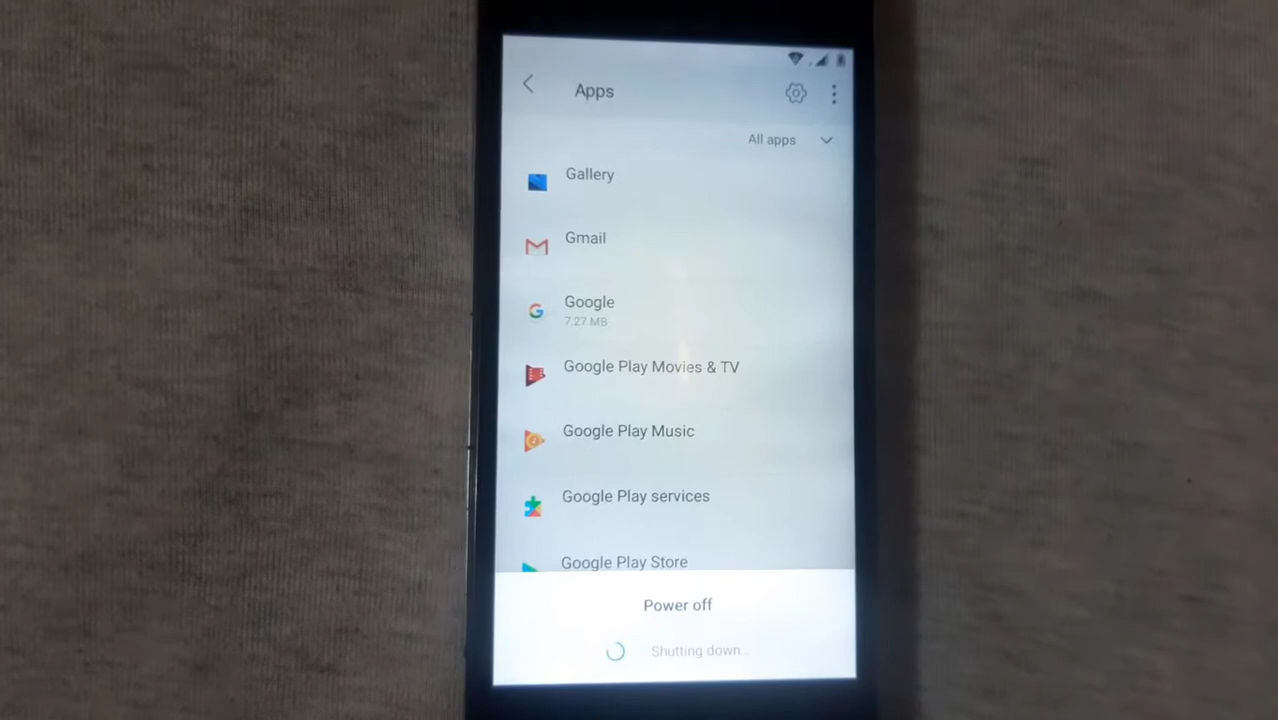 Apps
All apps
Gallery
Gmail
Google
7.27 MB
Google Play Movies & TV
Google Play Music
Google Play services
Google Play Store
Power off
Shutting down...